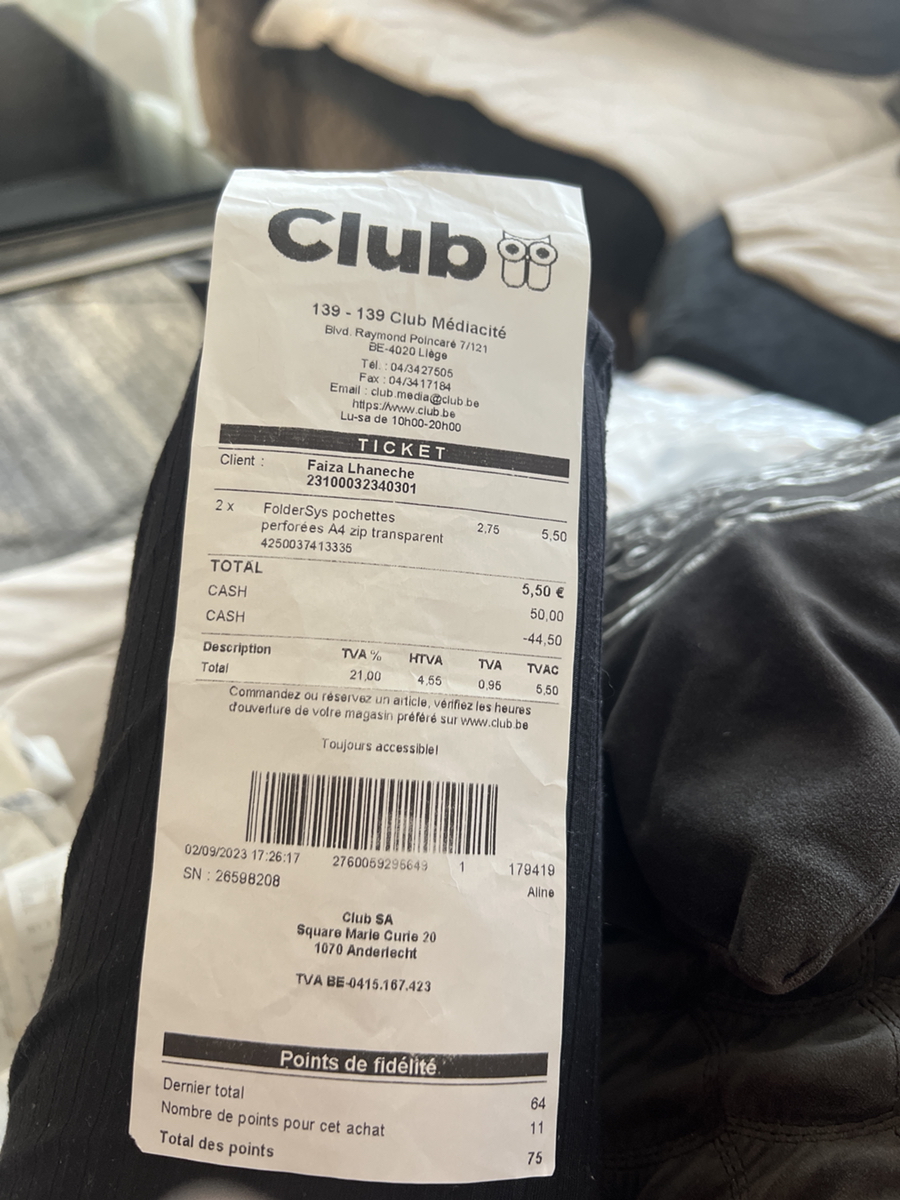 Club
139 - 139 Club Médiacité
Blvd. Raymond Poincaré 7/121
BE-4020 Liège
Tél. : 04/3427505
Fax : 04/3417184
Email : club.media@club.be
https://www.club.be
Lu-sa de 10h00-20h00
TICKET
Client : Faiza Lhaneche
23100032340301
2 x FolderSys pochettes
perforées A4 zip transparent 2,75 5,50
4250037413335
TOTAL 5,50 €
CASH 50,00
CASH -44,50
Description TVA % HTVA TVA TVAC
Total 21,00 4,55 0,95 5,50
Commandez ou réservez un article, vérifiez les heures
d'ouverture de votre magasin préféré sur www.club.be
Toujours accessible!
02/09/2023 17:26:17 2760059296649 1 179419
SN : 26598208 Aline
Club SA
Square Marie Curie 20
1070 Anderlecht
TVA BE-0415.167.423
Points de fidélité
Dernier total 64
Nombre de points pour cet achat 11
Total des points 75